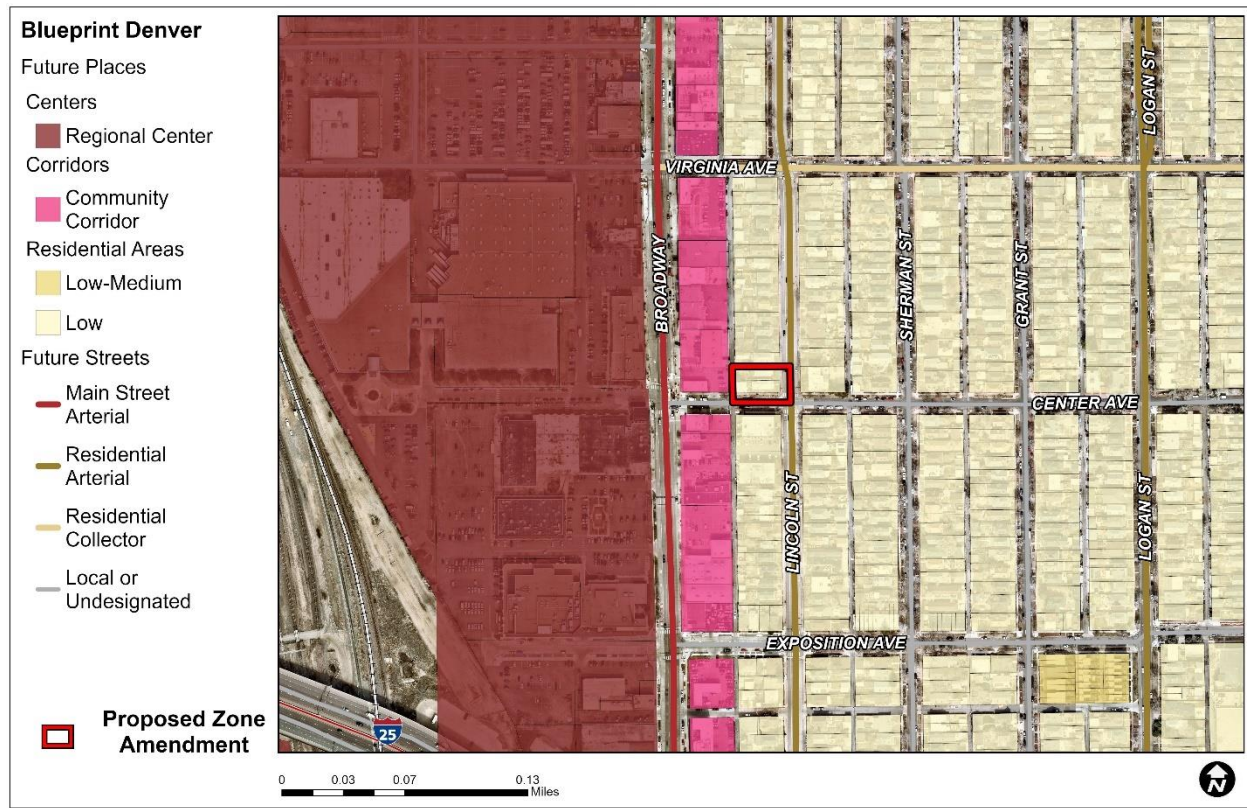 Blueprint Denver
Future Places
Centers
Regional Center
Corridors
Community
Corridor
Residential Areas
Low-Medium
Low
Future Streets
Main Street
Arterial
Residential
Arterial
Residential
Collector
Local or
Undesignated
Proposed Zone
Amendment
VIRGINIA AVE
BROADWAY
LINCOLN ST
SHERMAN ST
GRANT ST
LOGAN ST
CENTER AVE
LOGAN ST
EXPOSITION AVE
25
0 0.03 0.07 0.13
Miles
N